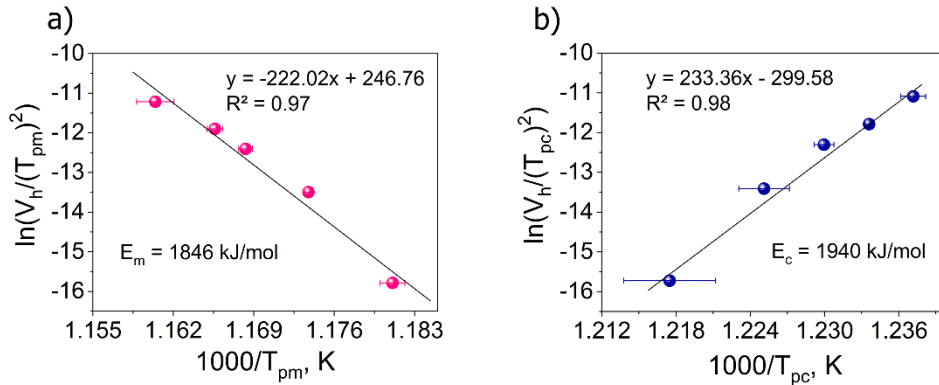 a)
ln(V_h/(T_pm)^2)
-10
-11
-12
-13
-14
-15
-16
y = -222.02x + 246.76
R² = 0.97
E_m = 1846 kJ/mol
1.155 1.162 1.169 1.176 1.183
1000/T_pm, K
b)
ln(V_h/(T_pc)^2)
-10
-11
-12
-13
-14
-15
-16
y = 233.36x - 299.58
R² = 0.98
E_c = 1940 kJ/mol
1.212 1.218 1.224 1.230 1.236
1000/T_pc, K